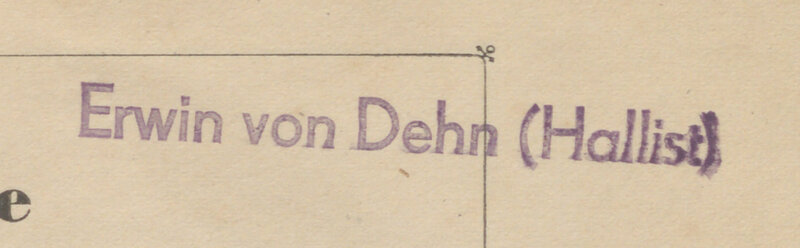 Erwin von Dehn (Hallist)
e